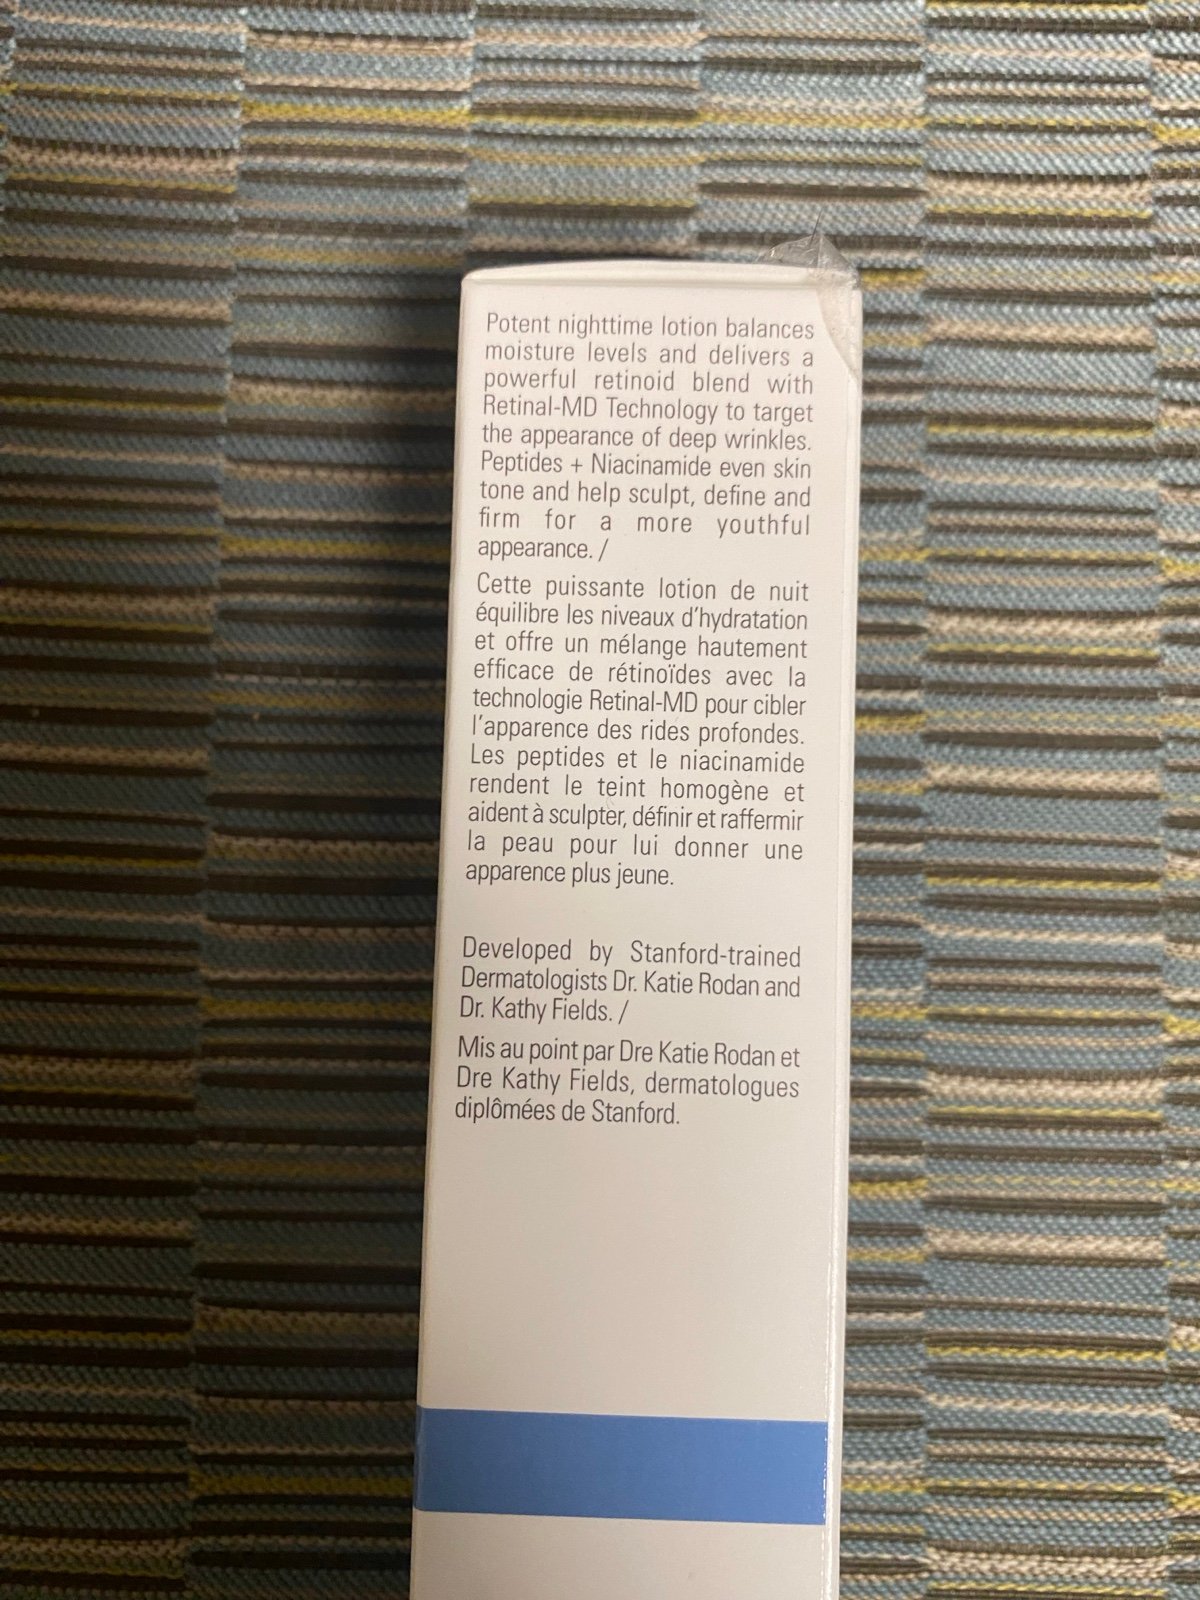 Potent nighttime lotion balances
moisture levels and delivers a
powerful retinoid blend with
Retinal-MD Technology to target
the appearance of deep wrinkles.
Peptides + Niacinamide even skin
tone and help sculpt, define and
firm for a more youthful
appearance. /
Cette puissante lotion de nuit
équilibre les niveaux d'hydratation
et offre un mélange hautement
efficace de rétinoïdes avec la
technologie Retinal-MD pour cibler
l'apparence des rides profondes.
Les peptides et le niacinamide
rendent le teint homogène et
aident à sculpter, définir et raffermir
la peau pour lui donner une
apparence plus jeune.
Developed by Stanford-trained
Dermatologists Dr. Katie Rodan and
Dr. Kathy Fields. /
Mis au point par Dre Katie Rodan et
Dre Kathy Fields, dermatologues
diplômées de Stanford.